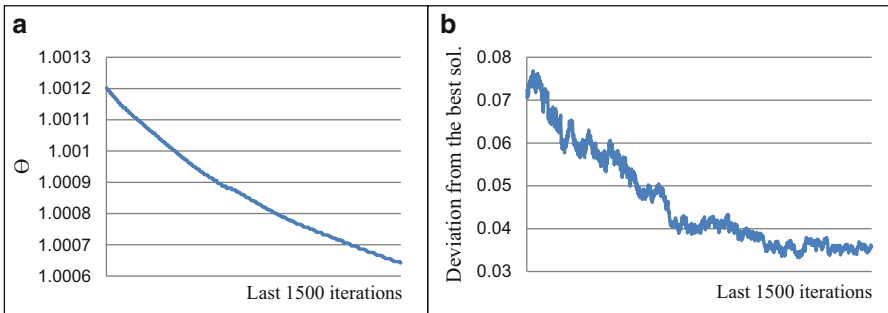 a
1.0013
1.0012
1.0011
1.001
1.0009
1.0008
1.0007
1.0006
Θ
Last 1500 iterations
b
0.08
0.07
0.06
0.05
0.04
0.03
Deviation from the best sol.
Last 1500 iterations